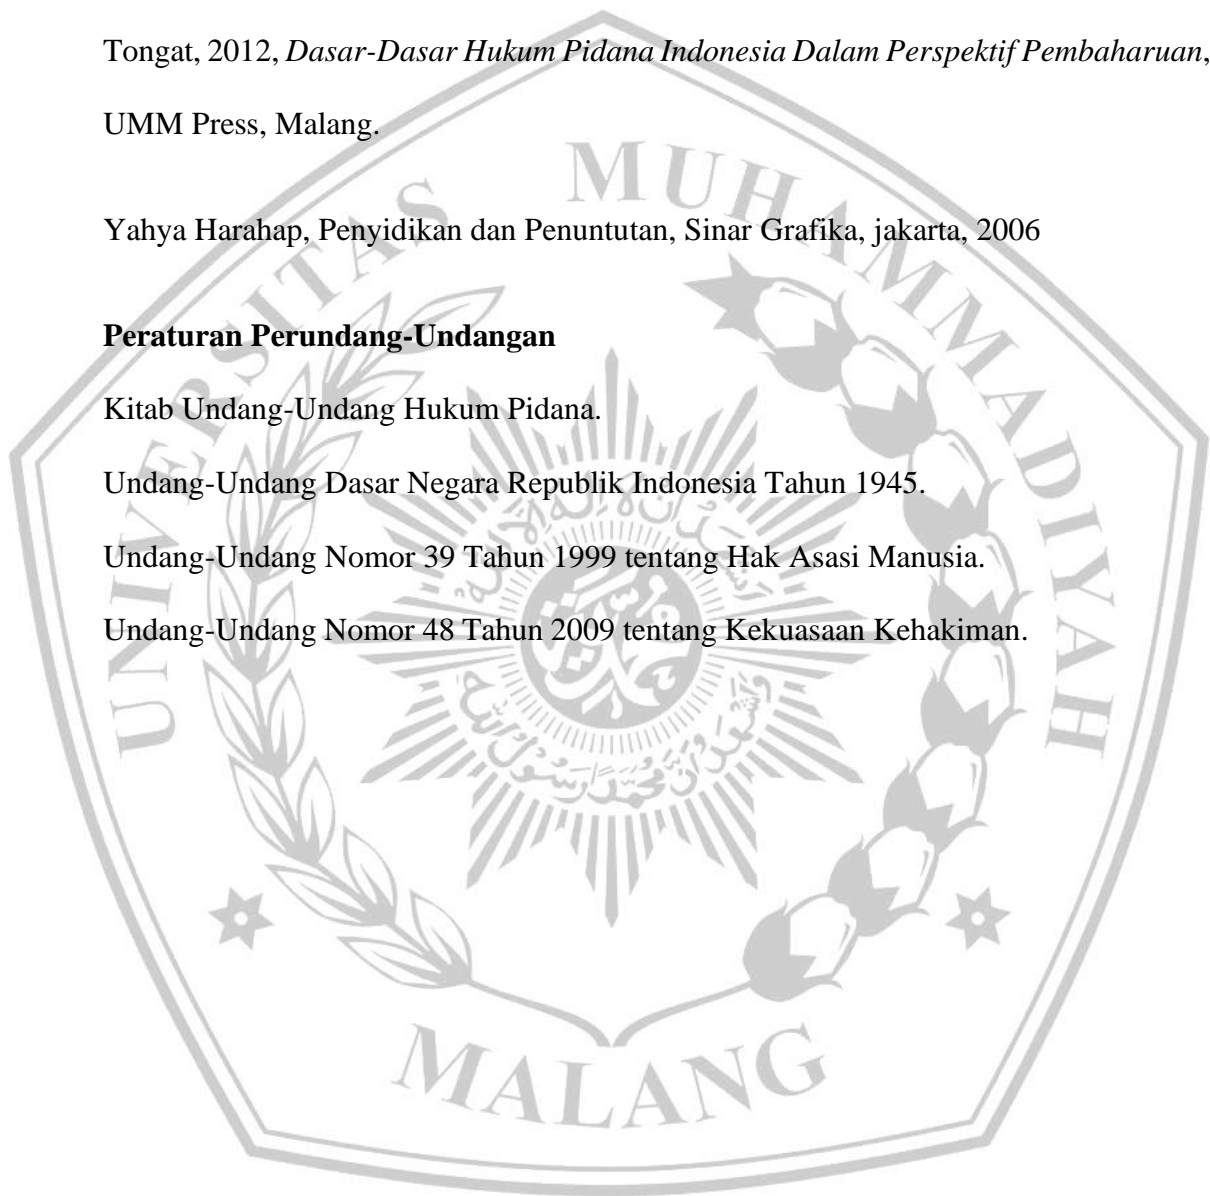 Tongat, 2012, Dasar-Dasar Hukum Pidana Indonesia Dalam Perspektif Pembaharuan,
UMM Press, Malang.
Yahya Harahap, Penyidikan dan Penuntutan, Sinar Grafika, jakarta, 2006
Peraturan Perundang-Undangan
Kitab Undang-Undang Hukum Pidana.
Undang-Undang Dasar Negara Republik Indonesia Tahun 1945.
Undang-Undang Nomor 39 Tahun 1999 tentang Hak Asasi Manusia.
Undang-Undang Nomor 48 Tahun 2009 tentang Kekuasaan Kehakiman.
UNIVERSITAS MUHAMMADIYAH
MALANG